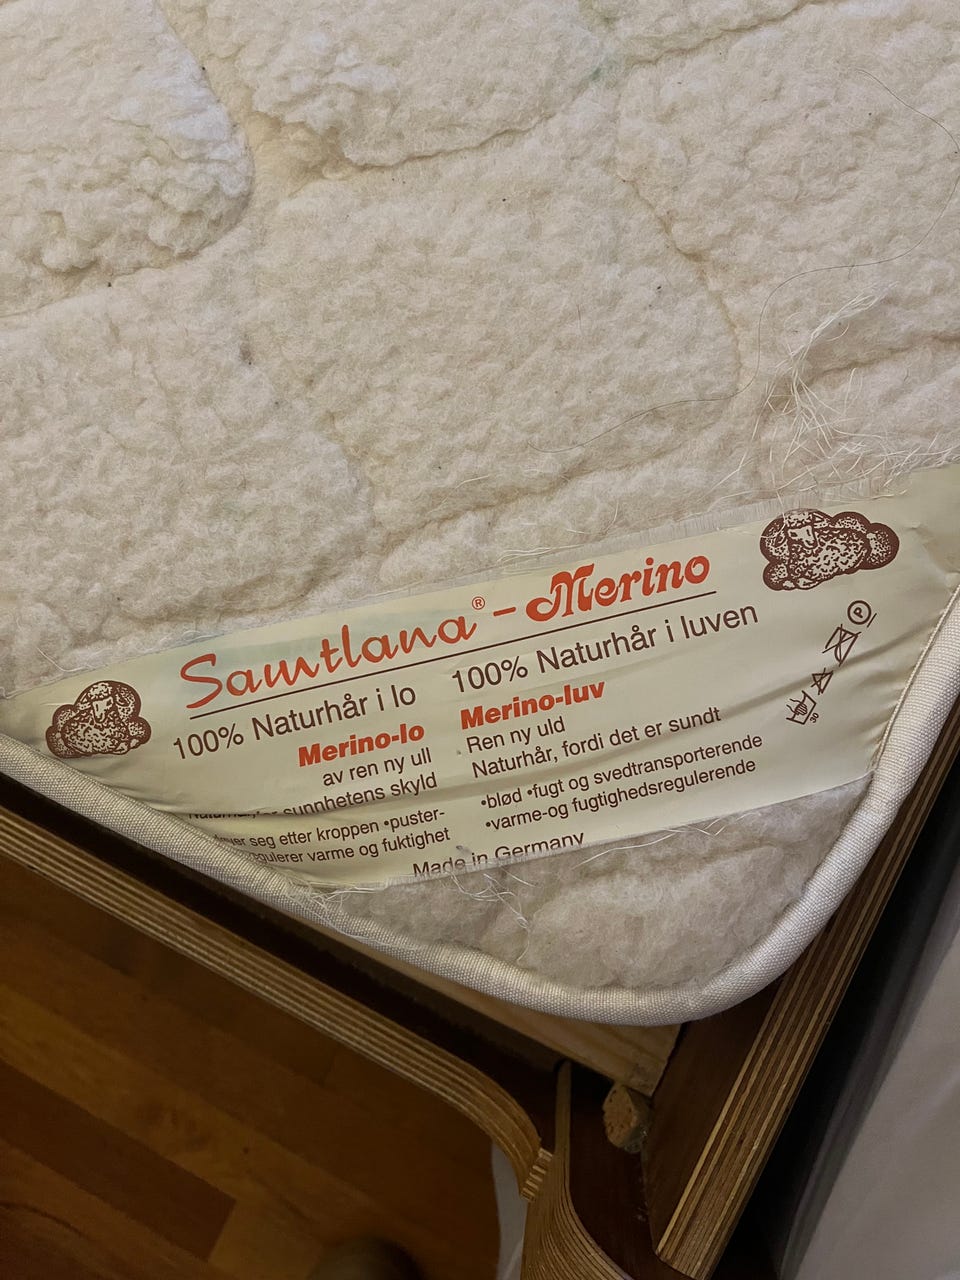 Samtlana® - Merino
100% Naturhår i lo
Merino-lo
av ren ny ull
sunnhetens skyld
seg etter kroppen •puster-
regulerer varme og fuktighet
100% Naturhår i luven
Merino-luv
Ren ny uld
Naturhår, fordi det er sundt
•blød •fugt og svedtransporterende
•varme-og fugtighedsregulerende
Made in Germany
P
30